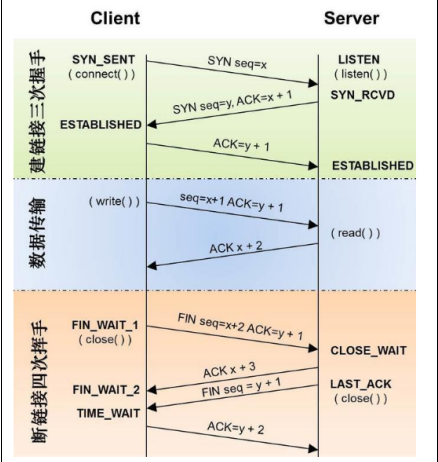 Client
Server
建链接三次握手
SYN_SENT
( connect( ) )
SYN seq=x
LISTEN
( listen( ) )
SYN_RCVD
SYN seq=y, ACK=x + 1
ESTABLISHED
ACK=y + 1
ESTABLISHED
数据传输
( write( ) )
seq=x+1 ACK=y + 1
( read( ) )
ACK x + 2
断链接四次挥手
FIN_WAIT_1
( close( ) )
FIN seq=x+2 ACK=y + 1
CLOSE_WAIT
ACK x + 3
FIN_WAIT_2
FIN seq = y + 1
LAST_ACK
( close( ) )
TIME_WAIT
ACK=y + 2